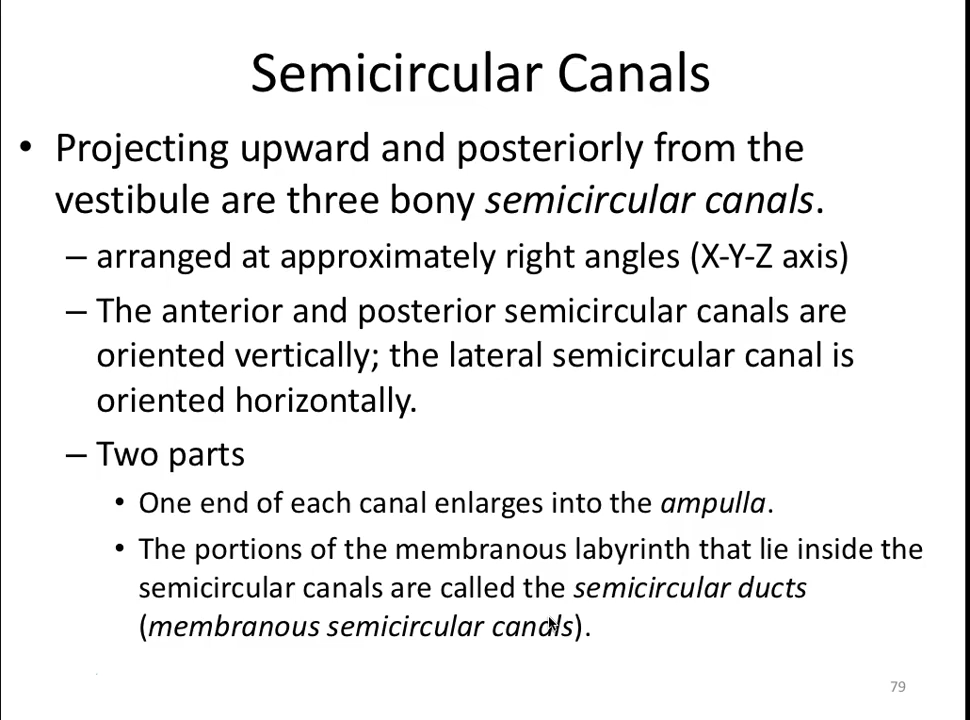 Semicircular Canals
• Projecting upward and posteriorly from the
vestibule are three bony semicircular canals.
– arranged at approximately right angles (X-Y-Z axis)
– The anterior and posterior semicircular canals are
oriented vertically; the lateral semicircular canal is
oriented horizontally.
– Two parts
• One end of each canal enlarges into the ampulla.
• The portions of the membranous labyrinth that lie inside the
semicircular canals are called the semicircular ducts
(membranous semicircular canals).
79